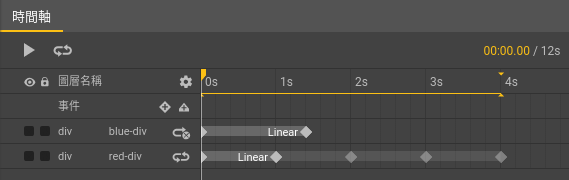 時間軸
00:00.00 / 12s
圖層名稱 0s 1s 2s 3s 4s
事件
div blue-div Linear
div red-div Linear